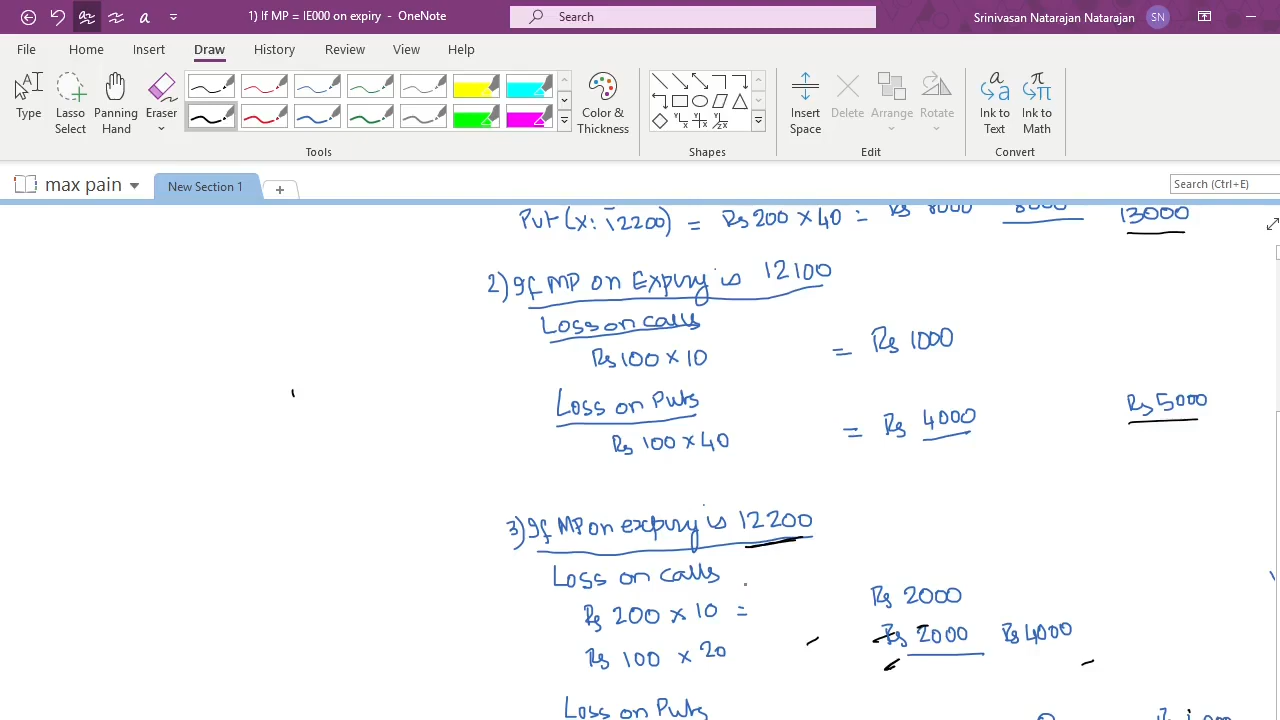 1) If MP = IE000 on expiry - OneNote
Search
Srinivasan Natarajan Natarajan SN
File Home Insert Draw History Review View Help
Type Lasso Select Panning Hand Eraser
Color & Thickness
Insert Space Delete Arrange Rotate
Ink to Text Ink to Math
Tools Shapes Edit Convert
max pain New Section 1 +
Search (Ctrl+E)
Put (X: 12200) = Rs 200 × 40 = Rs 8000 8000 13000
2) If MP on Expiry is 12100
Loss on calls
Rs 100 × 10 = Rs 1000
Loss on Puts
Rs 5000
Rs 100 × 40 = Rs 4000
3) If MP on expiry is 12200
Loss on calls
Rs 200 × 10 = Rs 2000
Rs 100 × 20 Rs 2000 Rs 4000
Loss on Puts